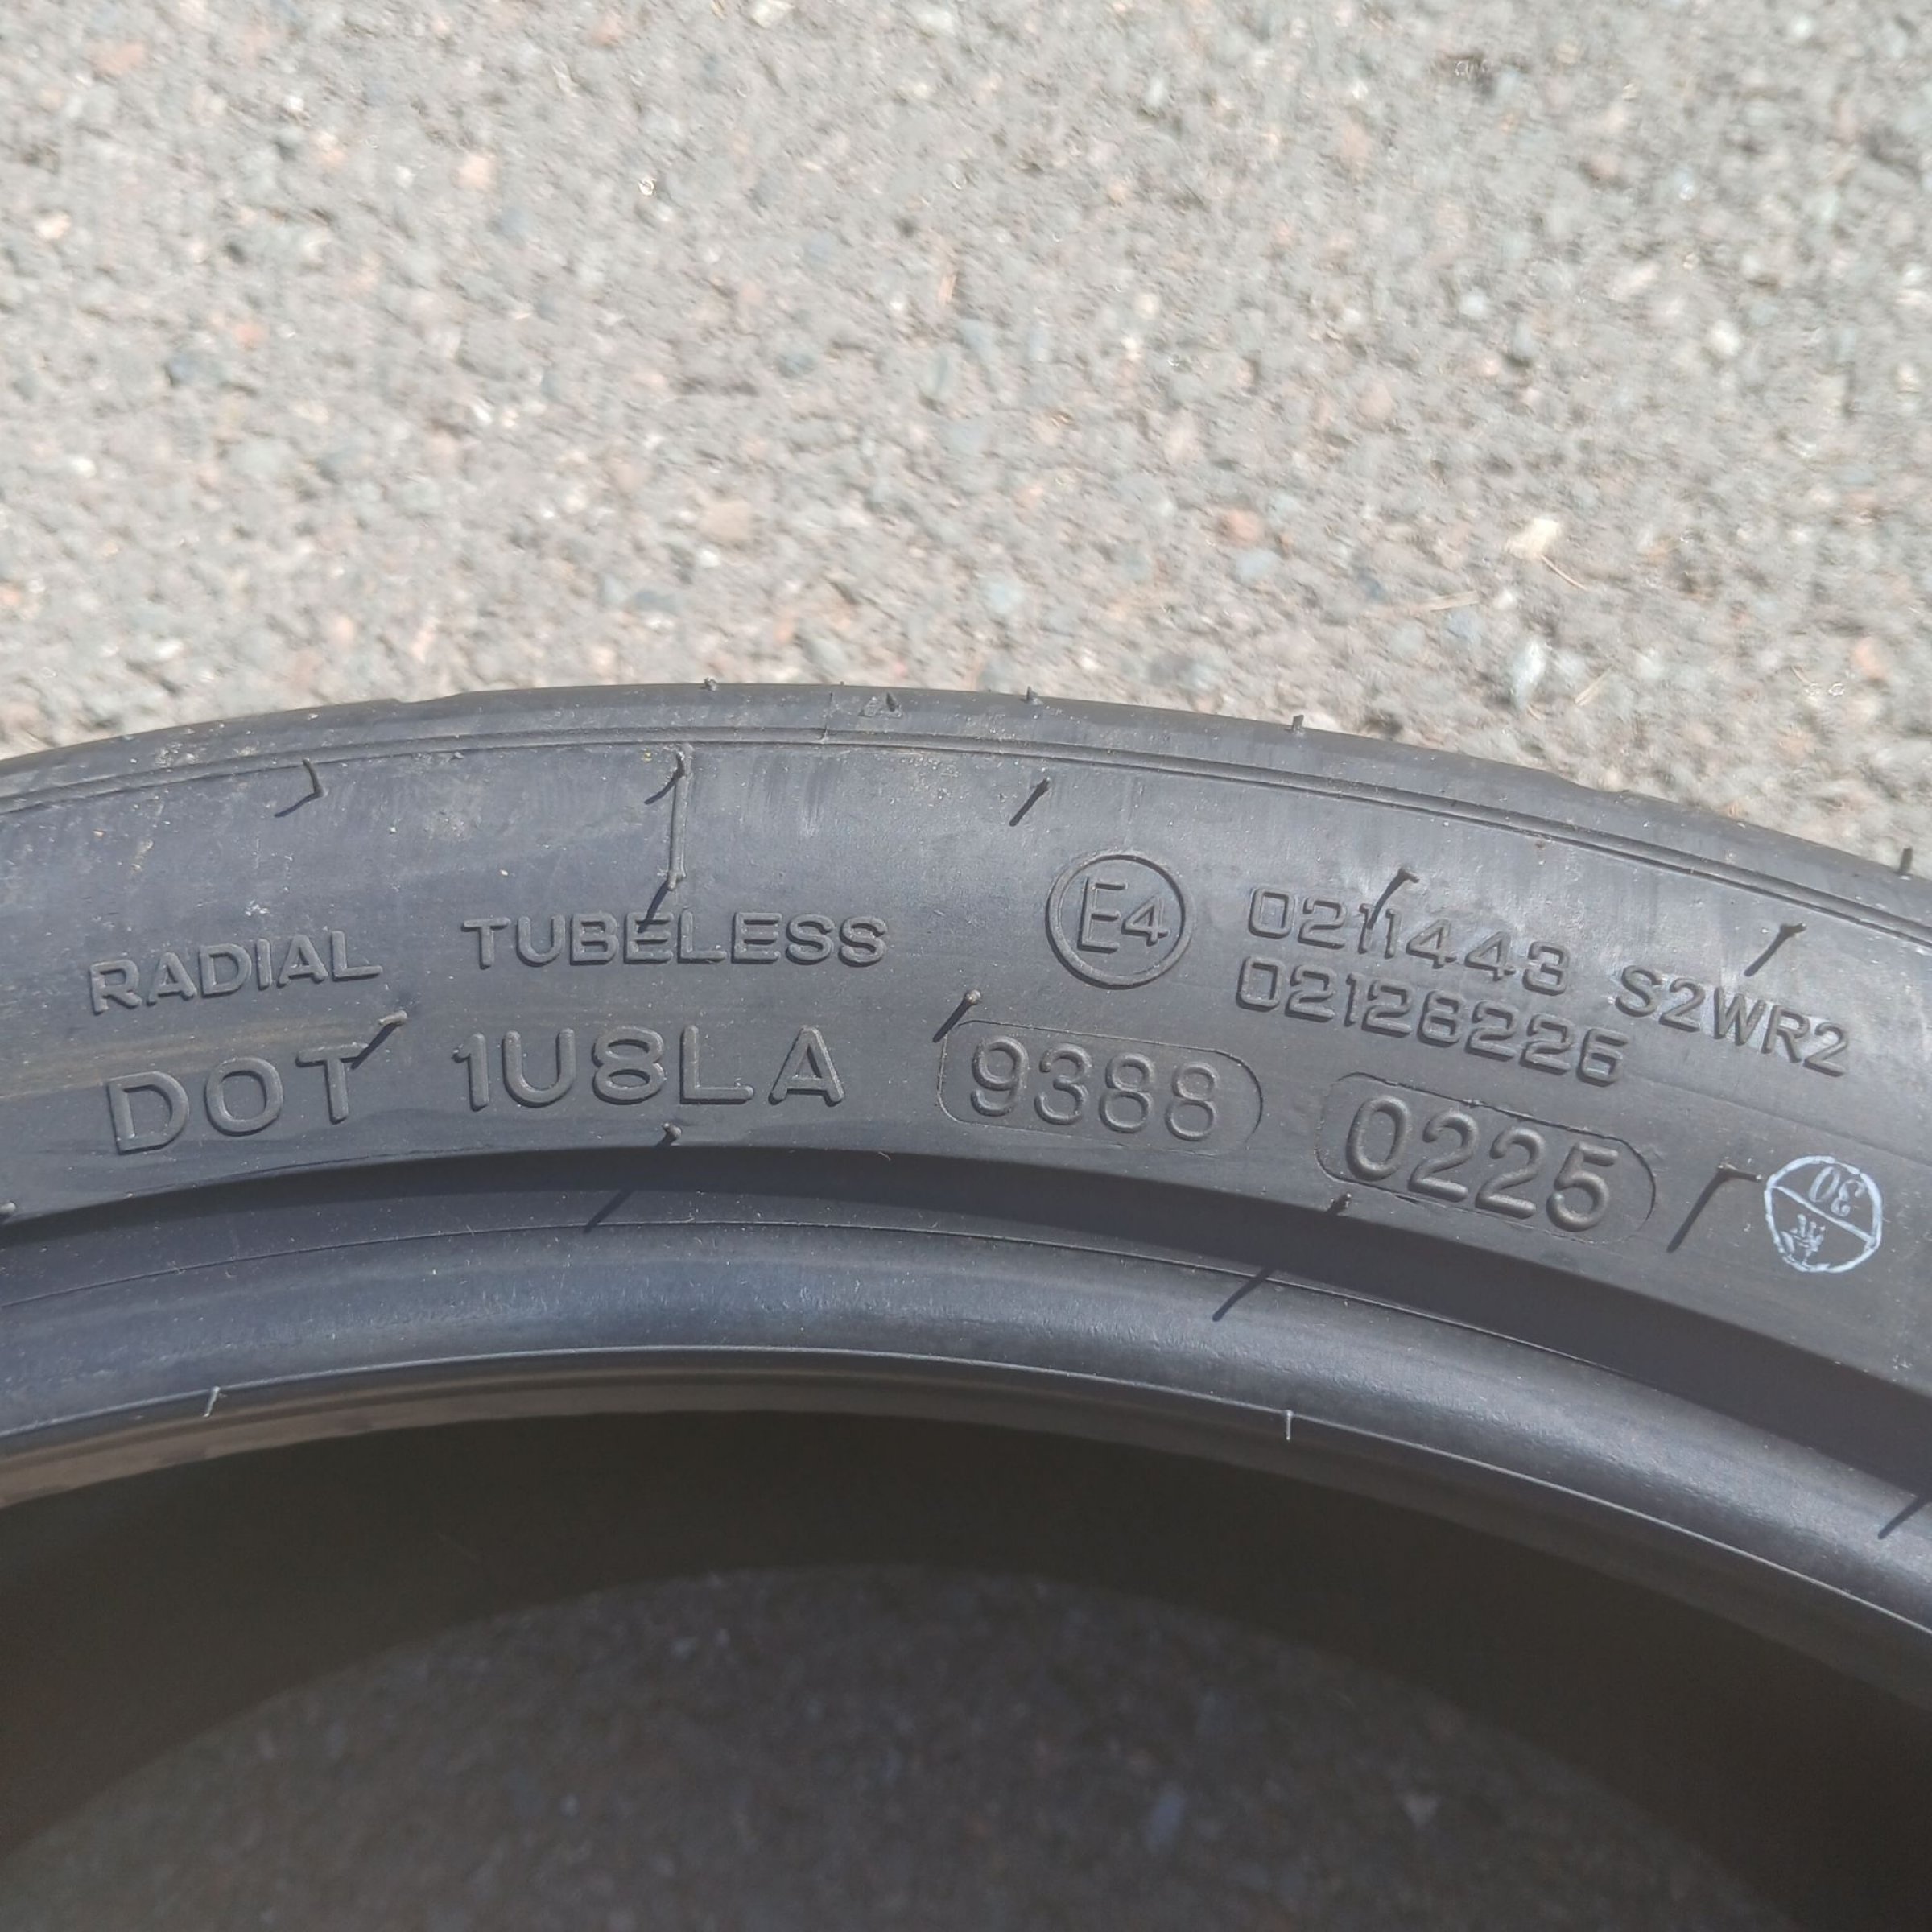 RADIAL TUBELESS E4 0211443 S2WR2
02128226
DOT 1U8LA 9388 0225
30